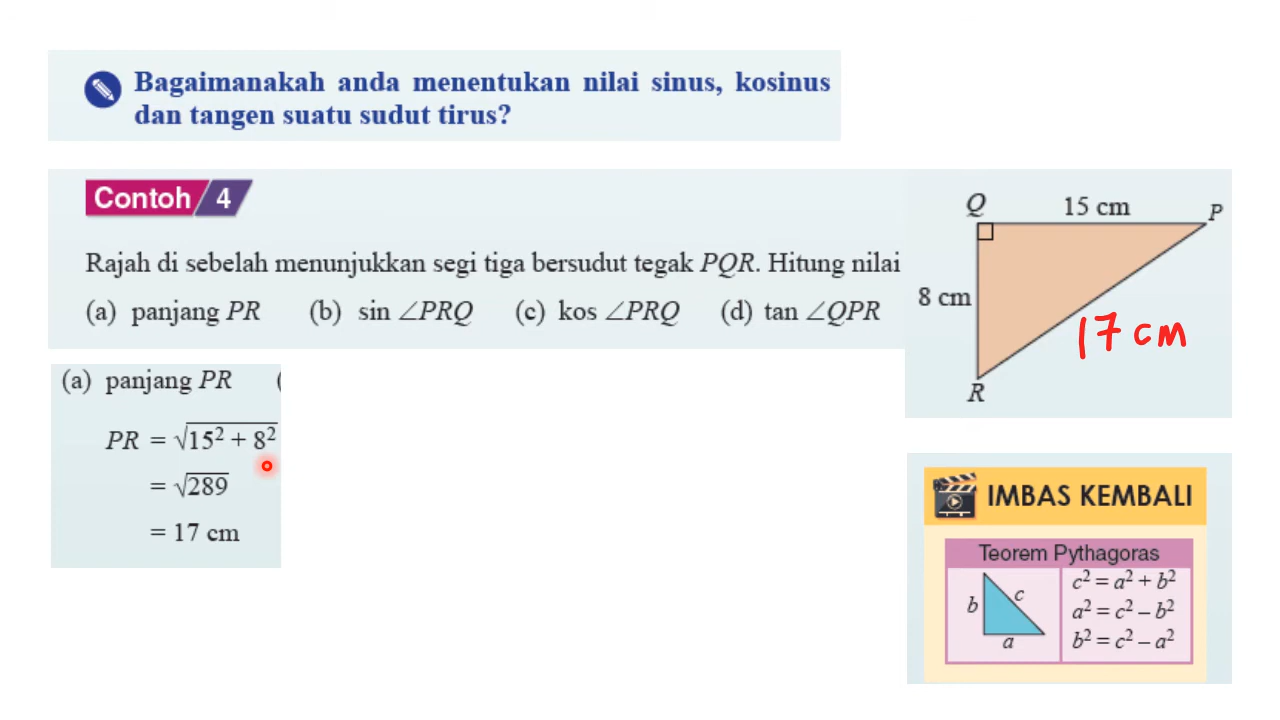 Bagaimanakah anda menentukan nilai sinus, kosinus
dan tangen suatu sudut tirus?
Contoh 4
Rajah di sebelah menunjukkan segi tiga bersudut tegak PQR. Hitung nilai
(a) panjang PR (b) sin ∠PRQ (c) kos ∠PRQ (d) tan ∠QPR
Q 15 cm P
8 cm
17 cm
R
(a) panjang PR (
PR = √15² + 8²
= √289
= 17 cm
IMBAS KEMBALI
Teorem Pythagoras
b c a
c² = a² + b²
a² = c² – b²
b² = c² – a²